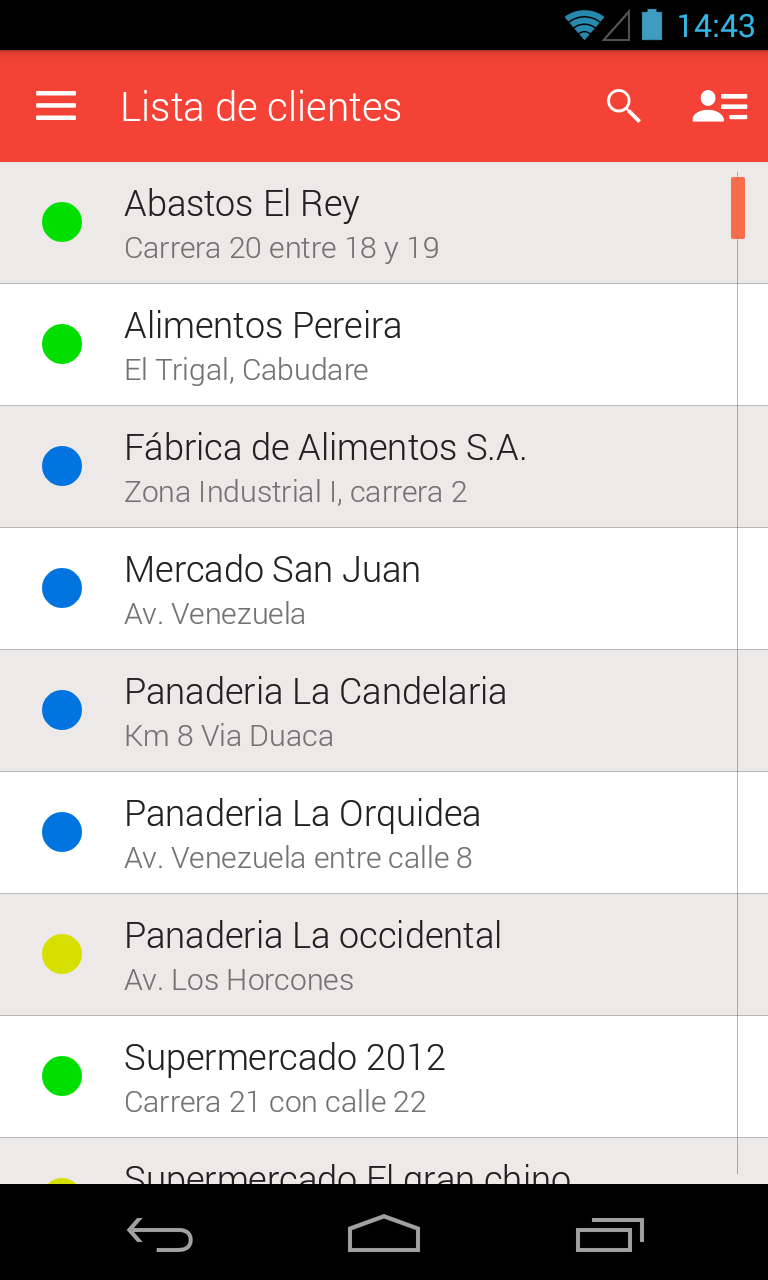 14:43
Lista de clientes
Abastos El Rey
Carrera 20 entre 18 y 19
Alimentos Pereira
El Trigal, Cabudare
Fábrica de Alimentos S.A.
Zona Industrial I, carrera 2
Mercado San Juan
Av. Venezuela
Panaderia La Candelaria
Km 8 Via Duaca
Panaderia La Orquidea
Av. Venezuela entre calle 8
Panaderia La occidental
Av. Los Horcones
Supermercado 2012
Carrera 21 con calle 22
Supermercado El gran chino